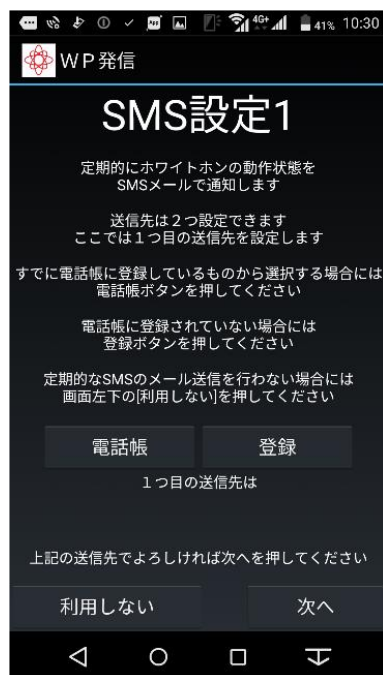 4G+ 41% 10:30
WP発信
SMS設定1
定期的にホワイトホンの動作状態を
SMSメールで通知します
送信先は２つ設定できます
ここでは１つ目の送信先を設定します
すでに電話帳に登録しているものから選択する場合には
電話帳ボタンを押してください
電話帳に登録されていない場合には
登録ボタンを押してください
定期的なSMSのメール送信を行わない場合には
画面左下の[利用しない]を押してください
電話帳 登録
１つ目の送信先は
上記の送信先でよろしければ次へを押してください
利用しない 次へ